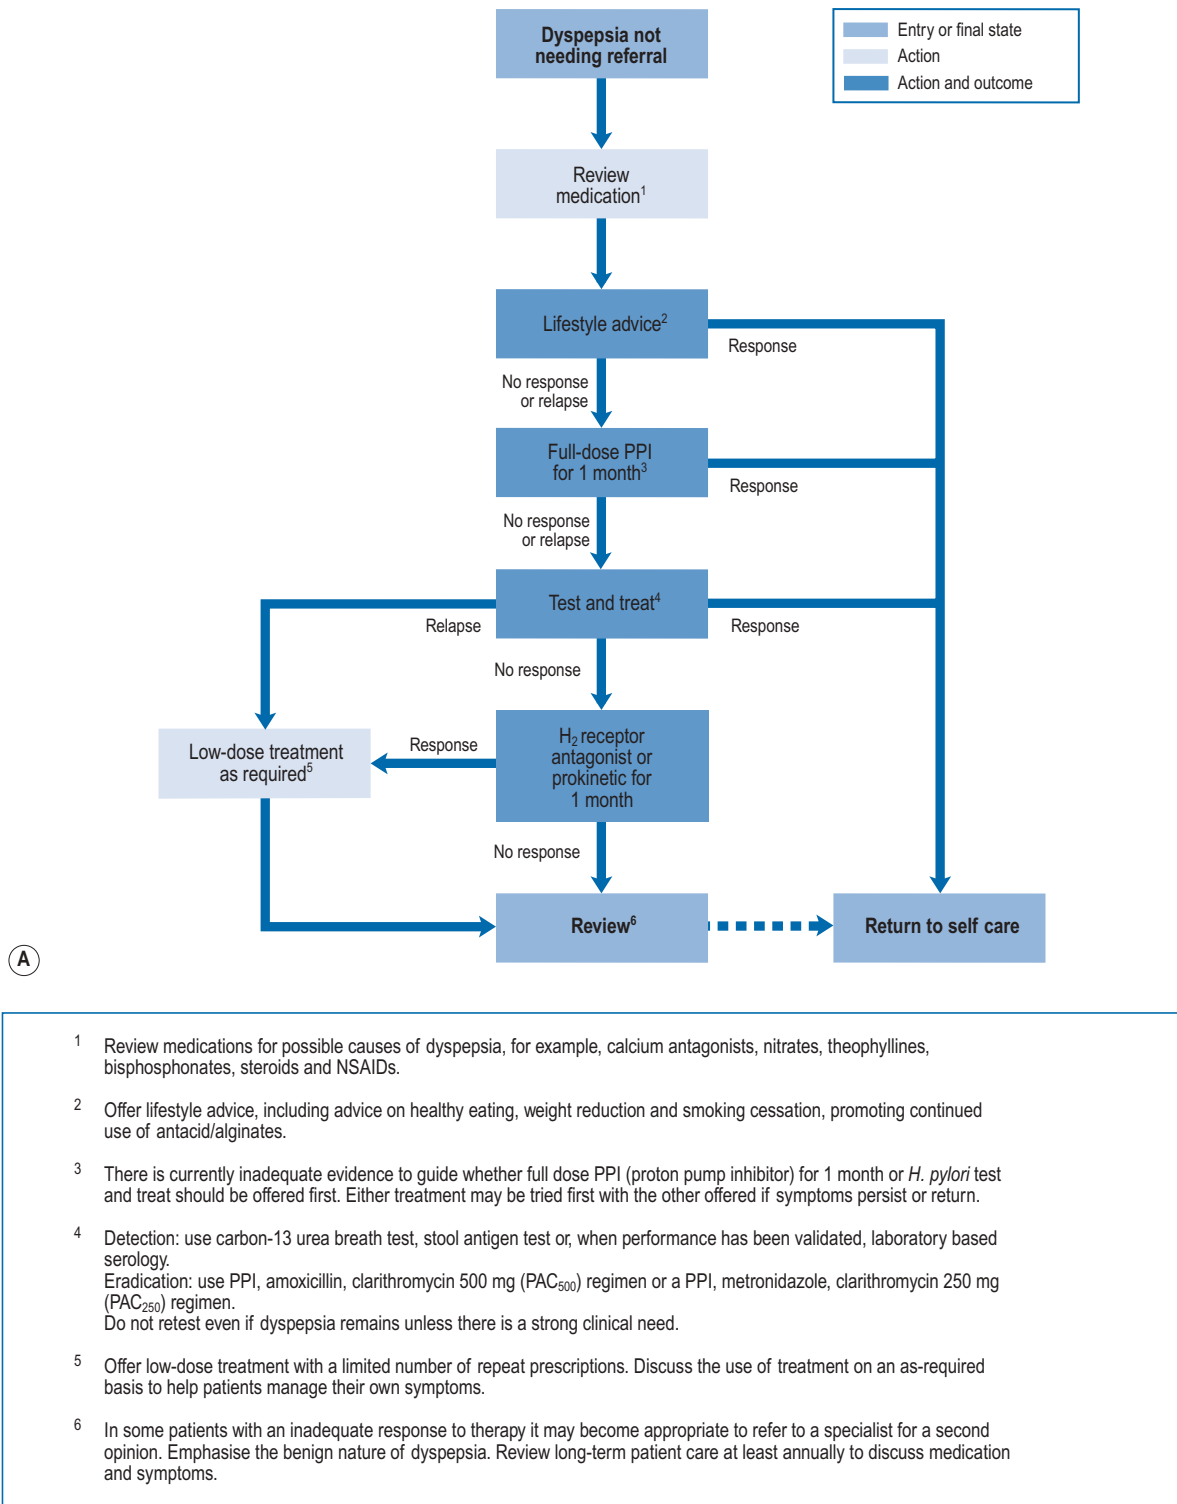 Dyspepsia not
needing referral
Entry or final state
Action
Action and outcome
Review
medication¹
Lifestyle advice²
Response
No response
or relapse
Full-dose PPI
for 1 month³
Response
No response
or relapse
Test and treat⁴
Relapse
Response
No response
Low-dose treatment
as required⁵
Response
H₂ receptor
antagonist or
prokinetic for
1 month
No response
Review⁶
Return to self care
A
1 Review medications for possible causes of dyspepsia, for example, calcium antagonists, nitrates, theophyllines,
bisphosphonates, steroids and NSAIDs.
2 Offer lifestyle advice, including advice on healthy eating, weight reduction and smoking cessation, promoting continued
use of antacid/alginates.
3 There is currently inadequate evidence to guide whether full dose PPI (proton pump inhibitor) for 1 month or H. pylori test
and treat should be offered first. Either treatment may be tried first with the other offered if symptoms persist or return.
4 Detection: use carbon-13 urea breath test, stool antigen test or, when performance has been validated, laboratory based
serology.
Eradication: use PPI, amoxicillin, clarithromycin 500 mg (PAC₅₀₀) regimen or a PPI, metronidazole, clarithromycin 250 mg
(PAC₂₅₀) regimen.
Do not retest even if dyspepsia remains unless there is a strong clinical need.
5 Offer low-dose treatment with a limited number of repeat prescriptions. Discuss the use of treatment on an as-required
basis to help patients manage their own symptoms.
6 In some patients with an inadequate response to therapy it may become appropriate to refer to a specialist for a second
opinion. Emphasise the benign nature of dyspepsia. Review long-term patient care at least annually to discuss medication
and symptoms.